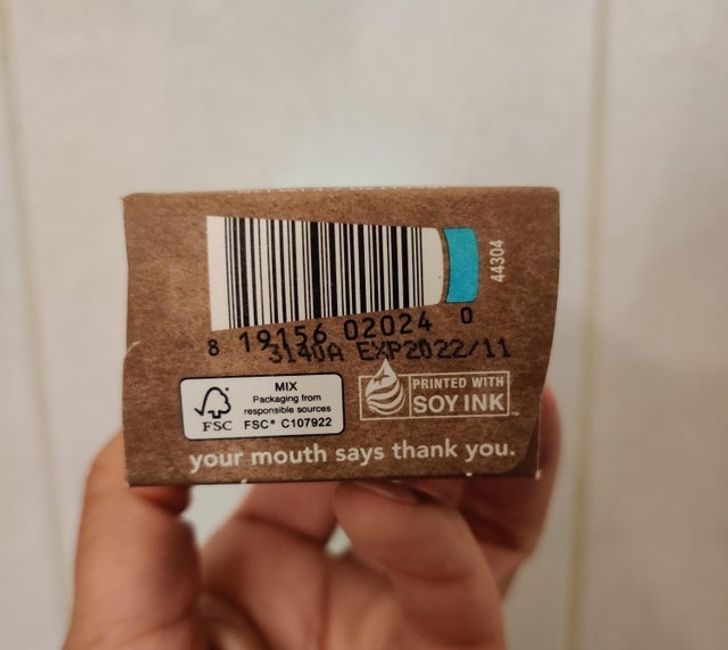 44304
8 19156 02024 0
3140A EXP2022/11
MIX
Packaging from
responsible sources
FSC FSC® C107922
PRINTED WITH
SOY INK™
your mouth says thank you.